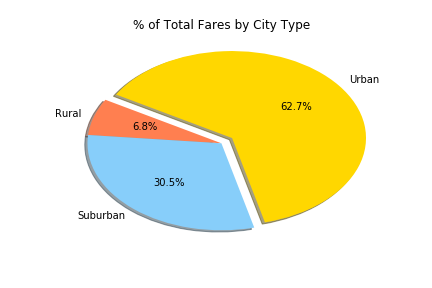 % of Total Fares by City Type
Urban
62.7%
Rural
6.8%
30.5%
Suburban